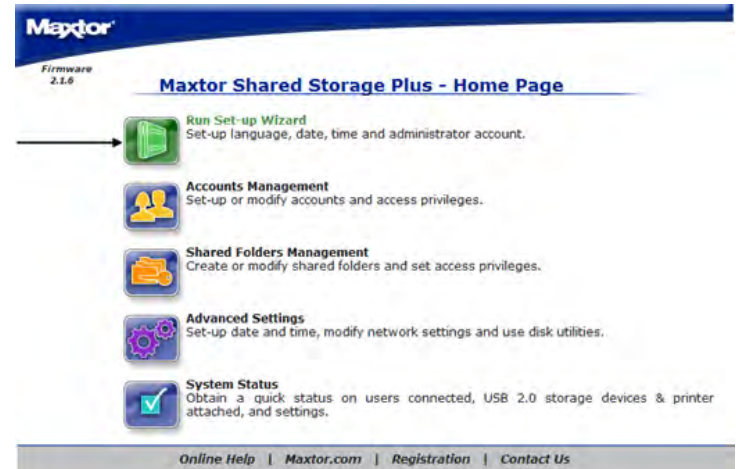 Maxtor
Firmware
2.1.6
Maxtor Shared Storage Plus - Home Page
Run Set-up Wizard
Set-up language, date, time and administrator account.
Accounts Management
Set-up or modify accounts and access privileges.
Shared Folders Management
Create or modify shared folders and set access privileges.
Advanced Settings
Set-up date and time, modify network settings and use disk utilities.
System Status
Obtain a quick status on users connected, USB 2.0 storage devices & printer
attached, and settings.
Online Help | Maxtor.com | Registration | Contact Us